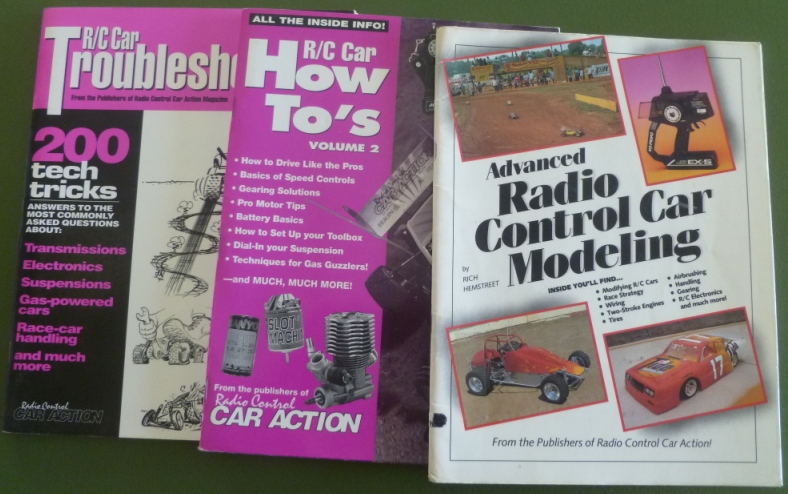 R/C Car
Troublesho
From the Publishers of Radio Control Car Action Magazine
200
tech
tricks
ANSWERS TO THE
MOST COMMONLY
ASKED QUESTIONS
ABOUT:
Transmissions
Electronics
Suspensions
Gas-powered
cars
Race-car
handling
and much
more
Radio Control
CAR ACTION
ALL THE INSIDE INFO!
R/C Car
How
To's
VOLUME 2
• How to Drive Like the Pros
• Basics of Speed Controls
• Gearing Solutions
• Pro Motor Tips
• Battery Basics
• How to Set up your Toolbox
• Dial-in your Suspension
• Techniques for Gas Guzzlers!
—and MUCH, MUCH MORE!
SLOT
MACH
From the publishers of
Radio Control
CAR ACTION
EX-5
Advanced
Radio
Control Car
Modeling
by
RICH
HEMSTREET
INSIDE YOU'LL FIND...
• Modifying R/C Cars
• Race Strategy
• Wiring
• Two-Stroke Engines
• Tires
• Airbrushing
• Handling
• Gearing
• R/C Electronics
and much more!
17
From the Publishers of Radio Control Car Action!